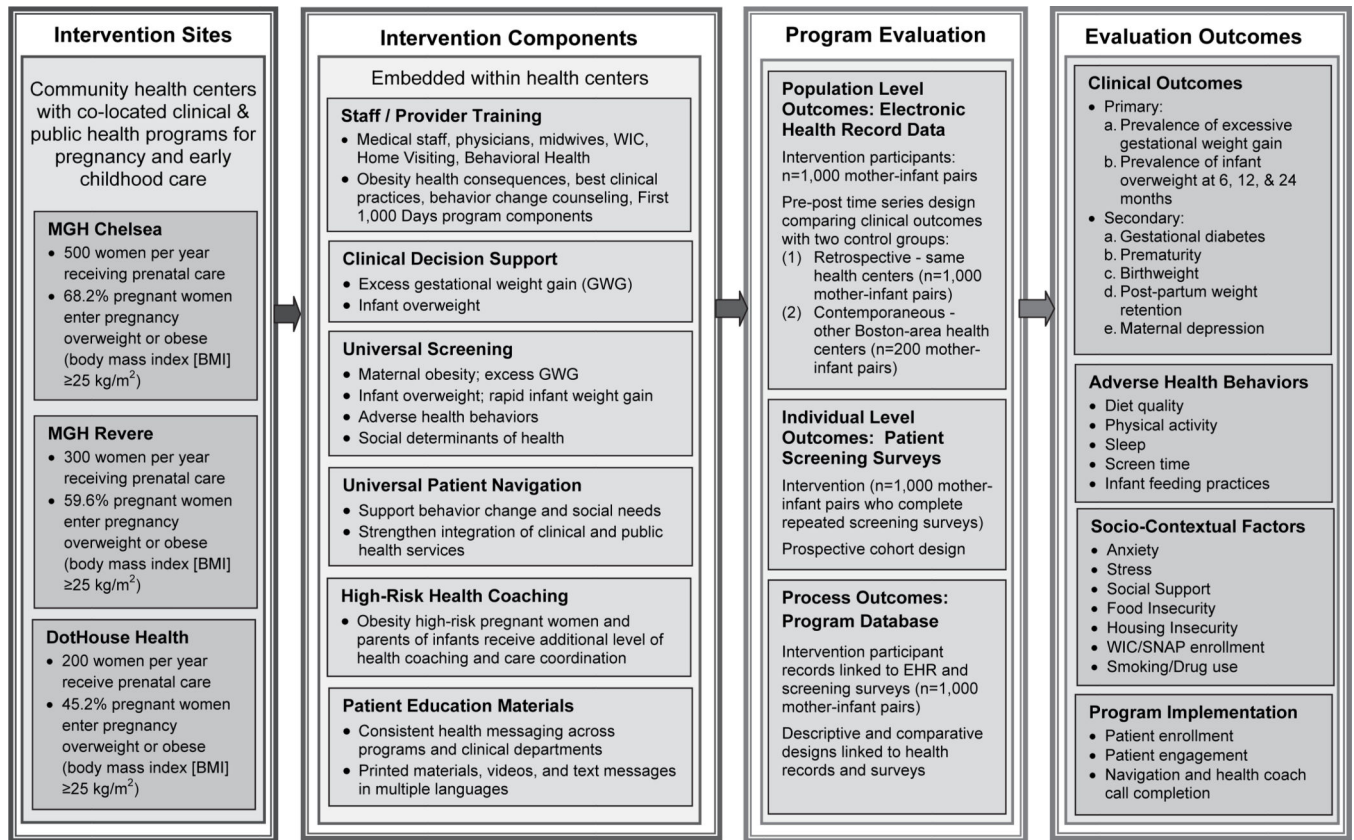 Intervention Sites
Community health centers
with co-located clinical &
public health programs for
pregnancy and early
childhood care
MGH Chelsea
• 500 women per year
receiving prenatal care
• 68.2% pregnant women
enter pregnancy
overweight or obese
(body mass index [BMI]
≥25 kg/m²)
MGH Revere
• 300 women per year
receiving prenatal care
• 59.6% pregnant women
enter pregnancy
overweight or obese
(body mass index [BMI]
≥25 kg/m²)
DotHouse Health
• 200 women per year
receive prenatal care
• 45.2% pregnant women
enter pregnancy
overweight or obese
(body mass index [BMI]
≥25 kg/m²)
Intervention Components
Embedded within health centers
Staff / Provider Training
• Medical staff, physicians, midwives, WIC,
Home Visiting, Behavioral Health
• Obesity health consequences, best clinical
practices, behavior change counseling, First
1,000 Days program components
Clinical Decision Support
• Excess gestational weight gain (GWG)
• Infant overweight
Universal Screening
• Maternal obesity; excess GWG
• Infant overweight; rapid infant weight gain
• Adverse health behaviors
• Social determinants of health
Universal Patient Navigation
• Support behavior change and social needs
• Strengthen integration of clinical and public
health services
High-Risk Health Coaching
• Obesity high-risk pregnant women and
parents of infants receive additional level of
health coaching and care coordination
Patient Education Materials
• Consistent health messaging across
programs and clinical departments
• Printed materials, videos, and text messages
in multiple languages
Program Evaluation
Population Level
Outcomes: Electronic
Health Record Data
Intervention participants:
n=1,000 mother-infant pairs
Pre-post time series design
comparing clinical outcomes
with two control groups:
(1) Retrospective - same
health centers (n=1,000
mother-infant pairs)
(2) Contemporaneous -
other Boston-area health
centers (n=200 mother-
infant pairs)
Individual Level
Outcomes: Patient
Screening Surveys
Intervention (n=1,000 mother-
infant pairs who complete
repeated screening surveys)
Prospective cohort design
Process Outcomes:
Program Database
Intervention participant
records linked to EHR and
screening surveys (n=1,000
mother-infant pairs)
Descriptive and comparative
designs linked to health
records and surveys
Evaluation Outcomes
Clinical Outcomes
• Primary:
a. Prevalence of excessive
gestational weight gain
b. Prevalence of infant
overweight at 6, 12, & 24
months
• Secondary:
a. Gestational diabetes
b. Prematurity
c. Birthweight
d. Post-partum weight
retention
e. Maternal depression
Adverse Health Behaviors
• Diet quality
• Physical activity
• Sleep
• Screen time
• Infant feeding practices
Socio-Contextual Factors
• Anxiety
• Stress
• Social Support
• Food Insecurity
• Housing Insecurity
• WIC/SNAP enrollment
• Smoking/Drug use
Program Implementation
• Patient enrollment
• Patient engagement
• Navigation and health coach
call completion